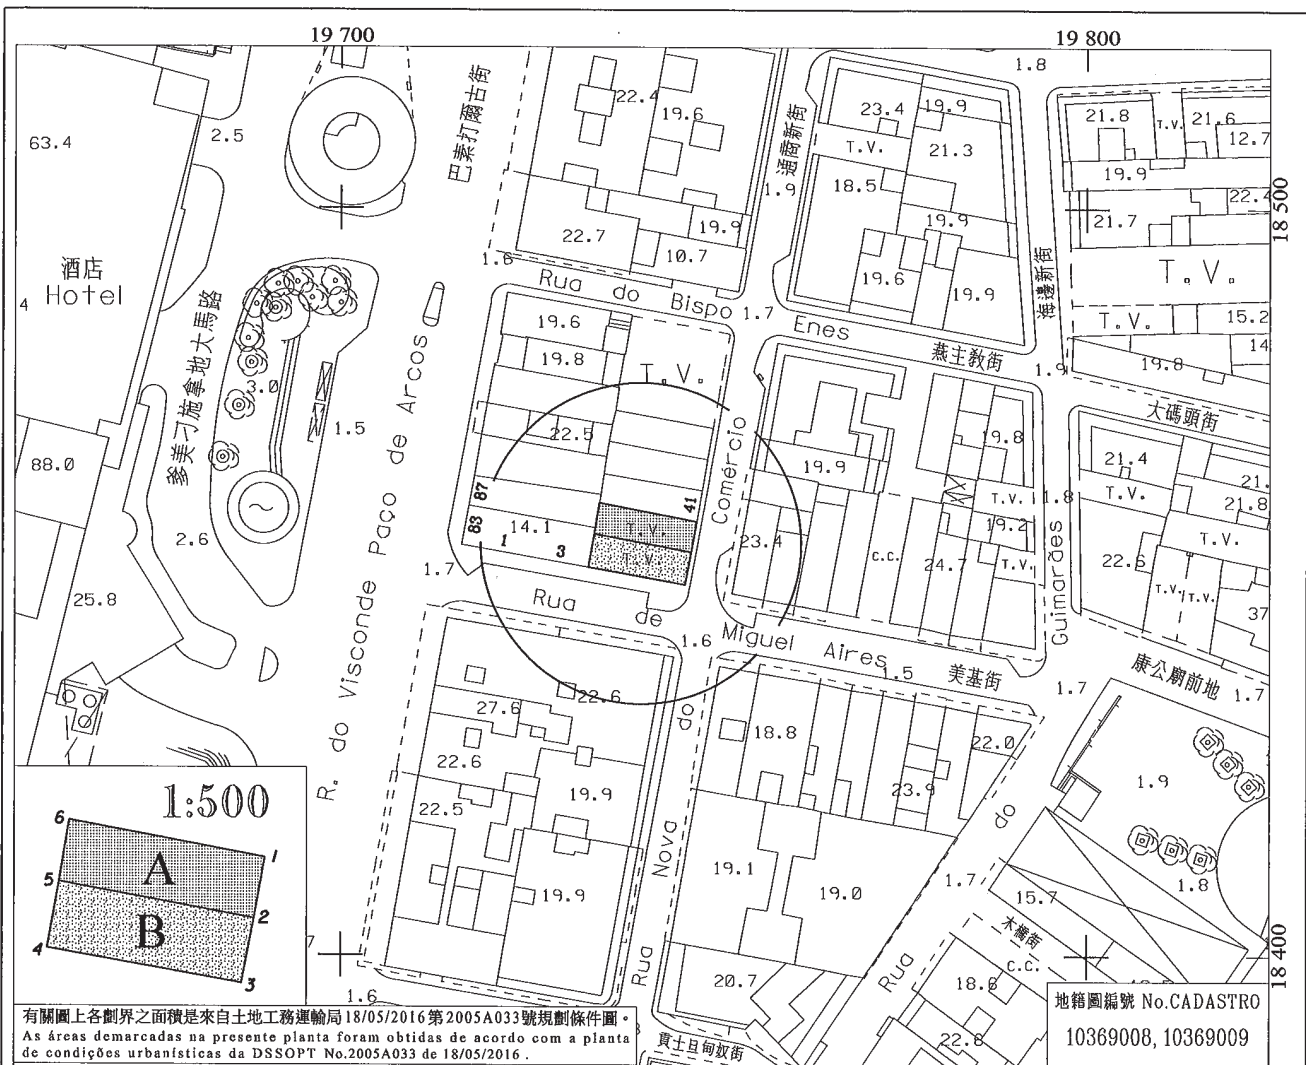 19 700
19 800
1.8
22.4
19.6
巴素打爾古街
通商新街
23.4
19.9
T.V.
21.3
21.8
T.V.
21.6
12.7
63.4
2.5
1.9
18.5
19.9
19.9
22.4
21.7
18 500
22.7
19.9
10.7
19.6
19.9
海邊新街
T.V.
酒店
Hotel
4
1.6
Rua do Bispo
1.7
Enes
燕主教街
T.V.
15.2
14
19.8
1.9
大碼頭街
爹美刁施拿地大馬路
3.0
1.5
19.6
19.8
T.V.
22.5
R. do Visconde Paço de Arcos
19.9
19.8
21.4
T.V.
21.
21.8
T.V.
88.0
87
83
14.1
1
3
41
T.V.
T.V.
Comércio
23.4
C.C.
24.7
T.V.
19.2
T.V.
1.8
Guimarães
22.6
T.V.
T.V.
37
2.6
25.8
1.7
Rua de
1.6
Miguel Aires
1.5
美基街
1.7
康公廟前地
1.7
22.6
27.6
22.6
22.5
19.9
19.9
do
Nova
Rua
18.8
22.0
23.9
19.1
19.0
20.7
do
Rua
1.9
1.8
1.7
15.7
木橋街
C.C.
18.6
22.8
18 400
1:500
6
1
A
5
2
B
4
3
7
1.6
有關圖上各劃界之面積是來自土地工務運輸局18/05/2016第2005A033號規劃條件圖。
As áreas demarcadas na presente planta foram obtidas de acordo com a planta
de condições urbanísticas da DSSOPT No.2005A033 de 18/05/2016 .
貢士旦甸奴街
地籍圖編號 No.CADASTRO
10369008, 10369009